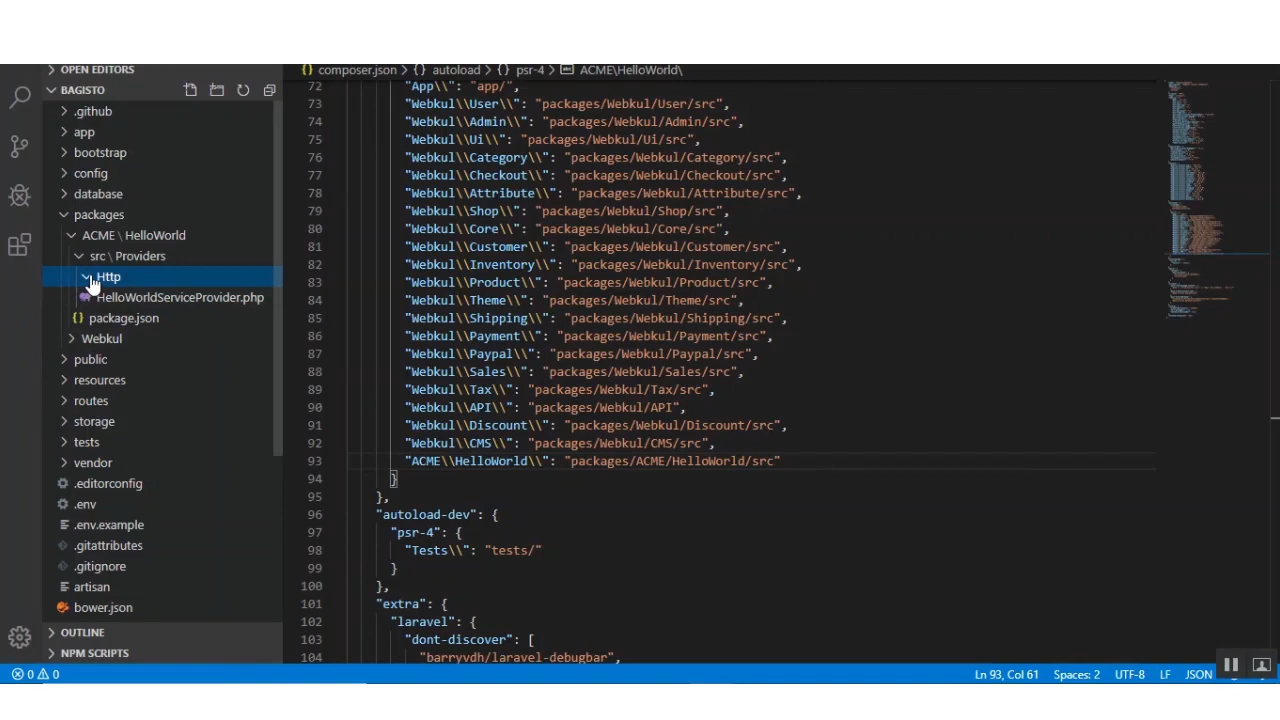 OPEN EDITORS
BAGISTO
.github
app
bootstrap
config
database
packages
ACME \ HelloWorld
src \ Providers
Http
HelloWorldServiceProvider.php
package.json
Webkul
public
resources
routes
storage
tests
vendor
.editorconfig
.env
.env.example
.gitattributes
.gitignore
artisan
bower.json
OUTLINE
NPM SCRIPTS
{} composer.json > {} autoload > {} psr-4 > abc ACME\HelloWorld\
72 "App\\": "app/",
73 "Webkul\\User\\": "packages/Webkul/User/src",
74 "Webkul\\Admin\\": "packages/Webkul/Admin/src",
75 "Webkul\\Ui\\": "packages/Webkul/Ui/src",
76 "Webkul\\Category\\": "packages/Webkul/Category/src",
77 "Webkul\\Checkout\\": "packages/Webkul/Checkout/src",
78 "Webkul\\Attribute\\": "packages/Webkul/Attribute/src",
79 "Webkul\\Shop\\": "packages/Webkul/Shop/src",
80 "Webkul\\Core\\": "packages/Webkul/Core/src",
81 "Webkul\\Customer\\": "packages/Webkul/Customer/src",
82 "Webkul\\Inventory\\": "packages/Webkul/Inventory/src",
83 "Webkul\\Product\\": "packages/Webkul/Product/src",
84 "Webkul\\Theme\\": "packages/Webkul/Theme/src",
85 "Webkul\\Shipping\\": "packages/Webkul/Shipping/src",
86 "Webkul\\Payment\\": "packages/Webkul/Payment/src",
87 "Webkul\\Paypal\\": "packages/Webkul/Paypal/src",
88 "Webkul\\Sales\\": "packages/Webkul/Sales/src",
89 "Webkul\\Tax\\": "packages/Webkul/Tax/src",
90 "Webkul\\API\\": "packages/Webkul/API",
91 "Webkul\\Discount\\": "packages/Webkul/Discount/src",
92 "Webkul\\CMS\\": "packages/Webkul/CMS/src",
93 "ACME\\HelloWorld\\": "packages/ACME/HelloWorld/src"
94 }
95 },
96 "autoload-dev": {
97 "psr-4": {
98 "Tests\\": "tests/"
99 }
100 },
101 "extra": {
102 "laravel": {
103 "dont-discover": [
104 "barryvdh/laravel-debugbar",
0 0
Ln 93, Col 61 Spaces: 2 UTF-8 LF JSON